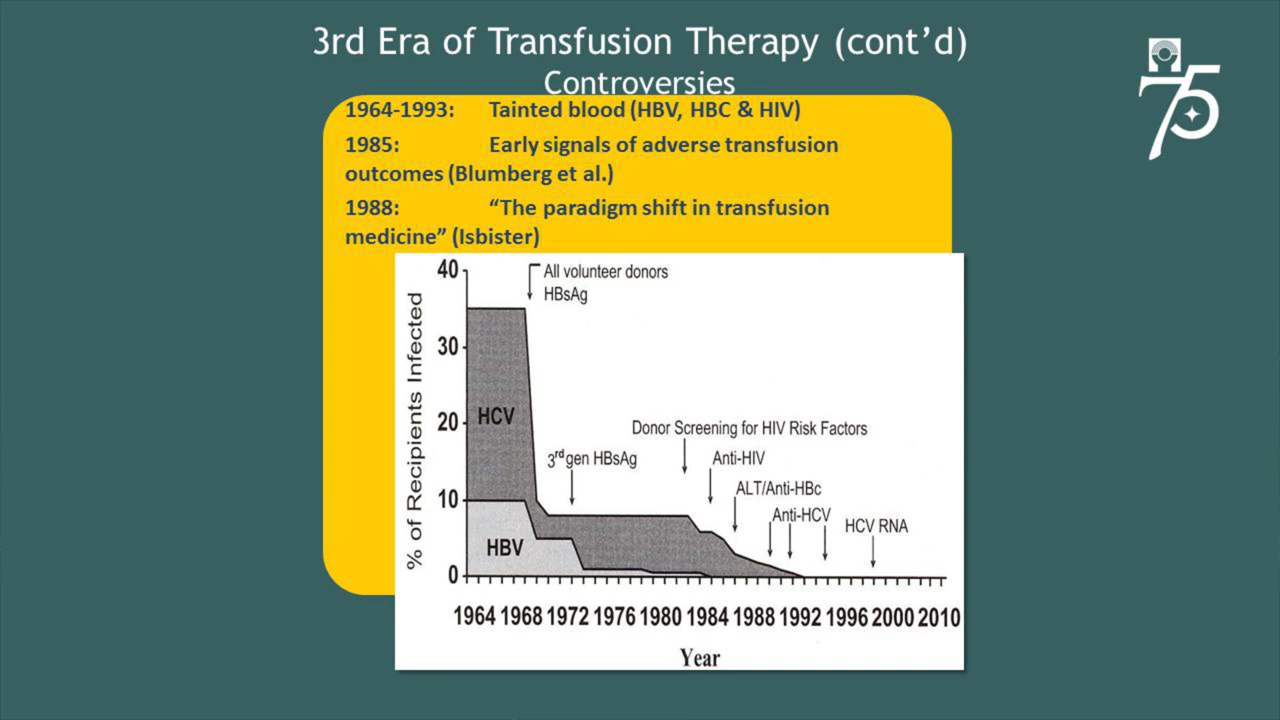 3rd Era of Transfusion Therapy (cont’d)
Controversies
75
1964-1993: Tainted blood (HBV, HBC & HIV)
1985: Early signals of adverse transfusion
outcomes (Blumberg et al.)
1988: “The paradigm shift in transfusion
medicine” (Isbister)
% of Recipients Infected
40
30
20
10
0
All volunteer donors
HBsAg
HCV
HBV
3rd gen HBsAg
Donor Screening for HIV Risk Factors
Anti-HIV
ALT/Anti-HBc
Anti-HCV
HCV RNA
1964 1968 1972 1976 1980 1984 1988 1992 1996 2000 2010
Year